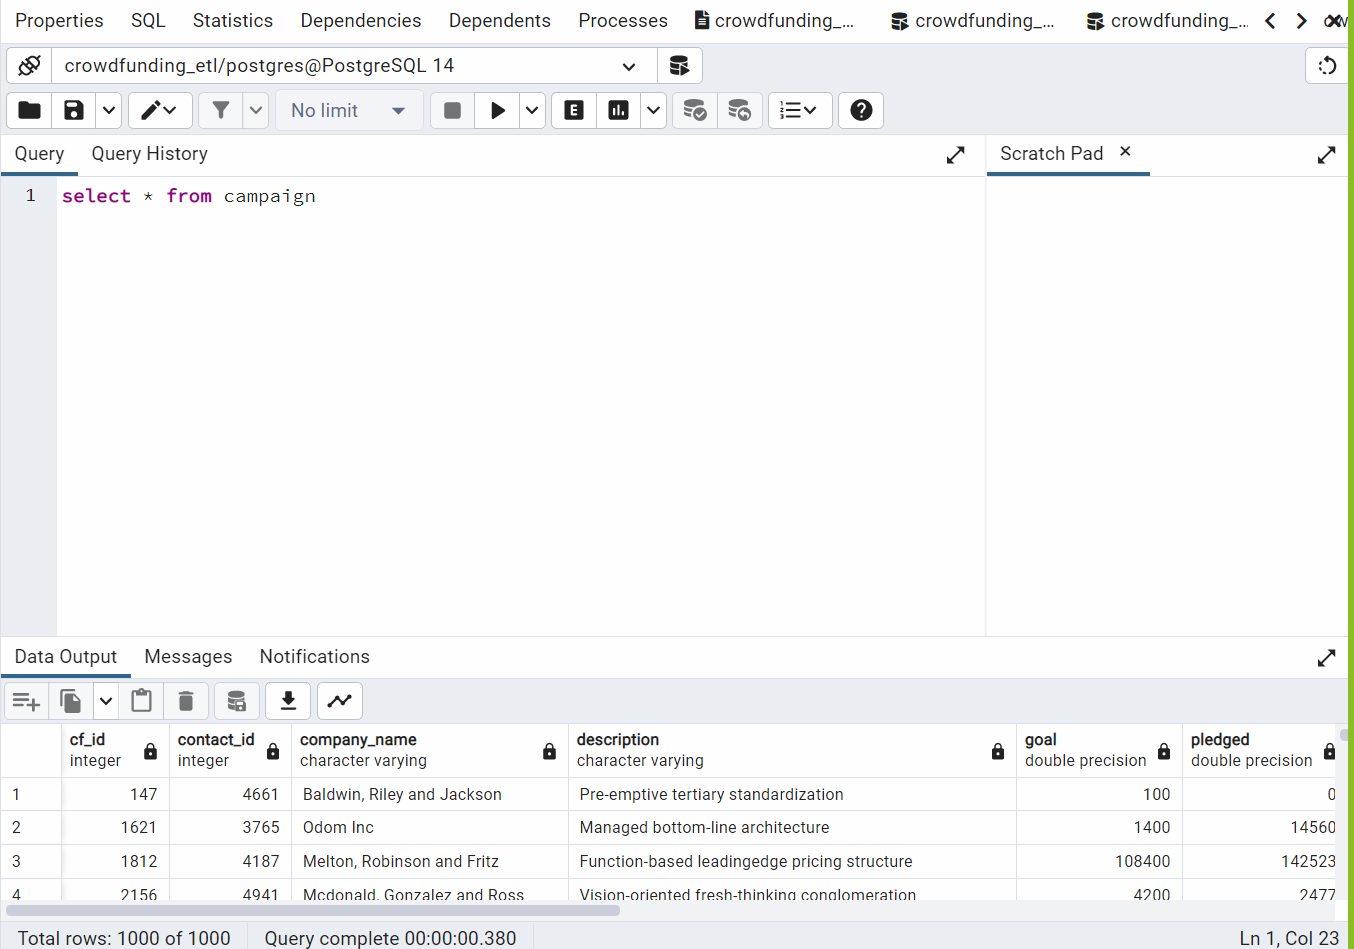 Properties SQL Statistics Dependencies Dependents Processes crowdfunding_... crowdfunding_... crowdfunding_...
crowdfunding_etl/postgres@PostgreSQL 14
No limit E
Query Query History Scratch Pad
1 select * from campaign
Data Output Messages Notifications
cf_id contact_id company_name description goal pledged
integer integer character varying character varying double precision double precision
1 147 4661 Baldwin, Riley and Jackson Pre-emptive tertiary standardization 100 0
2 1621 3765 Odom Inc Managed bottom-line architecture 1400 14560
3 1812 4187 Melton, Robinson and Fritz Function-based leadingedge pricing structure 108400 142523
4 2156 4941 Mcdonald, Gonzalez and Ross Vision-oriented fresh-thinking conglomeration 4200 2477
Total rows: 1000 of 1000 Query complete 00:00:00.380 Ln 1, Col 23